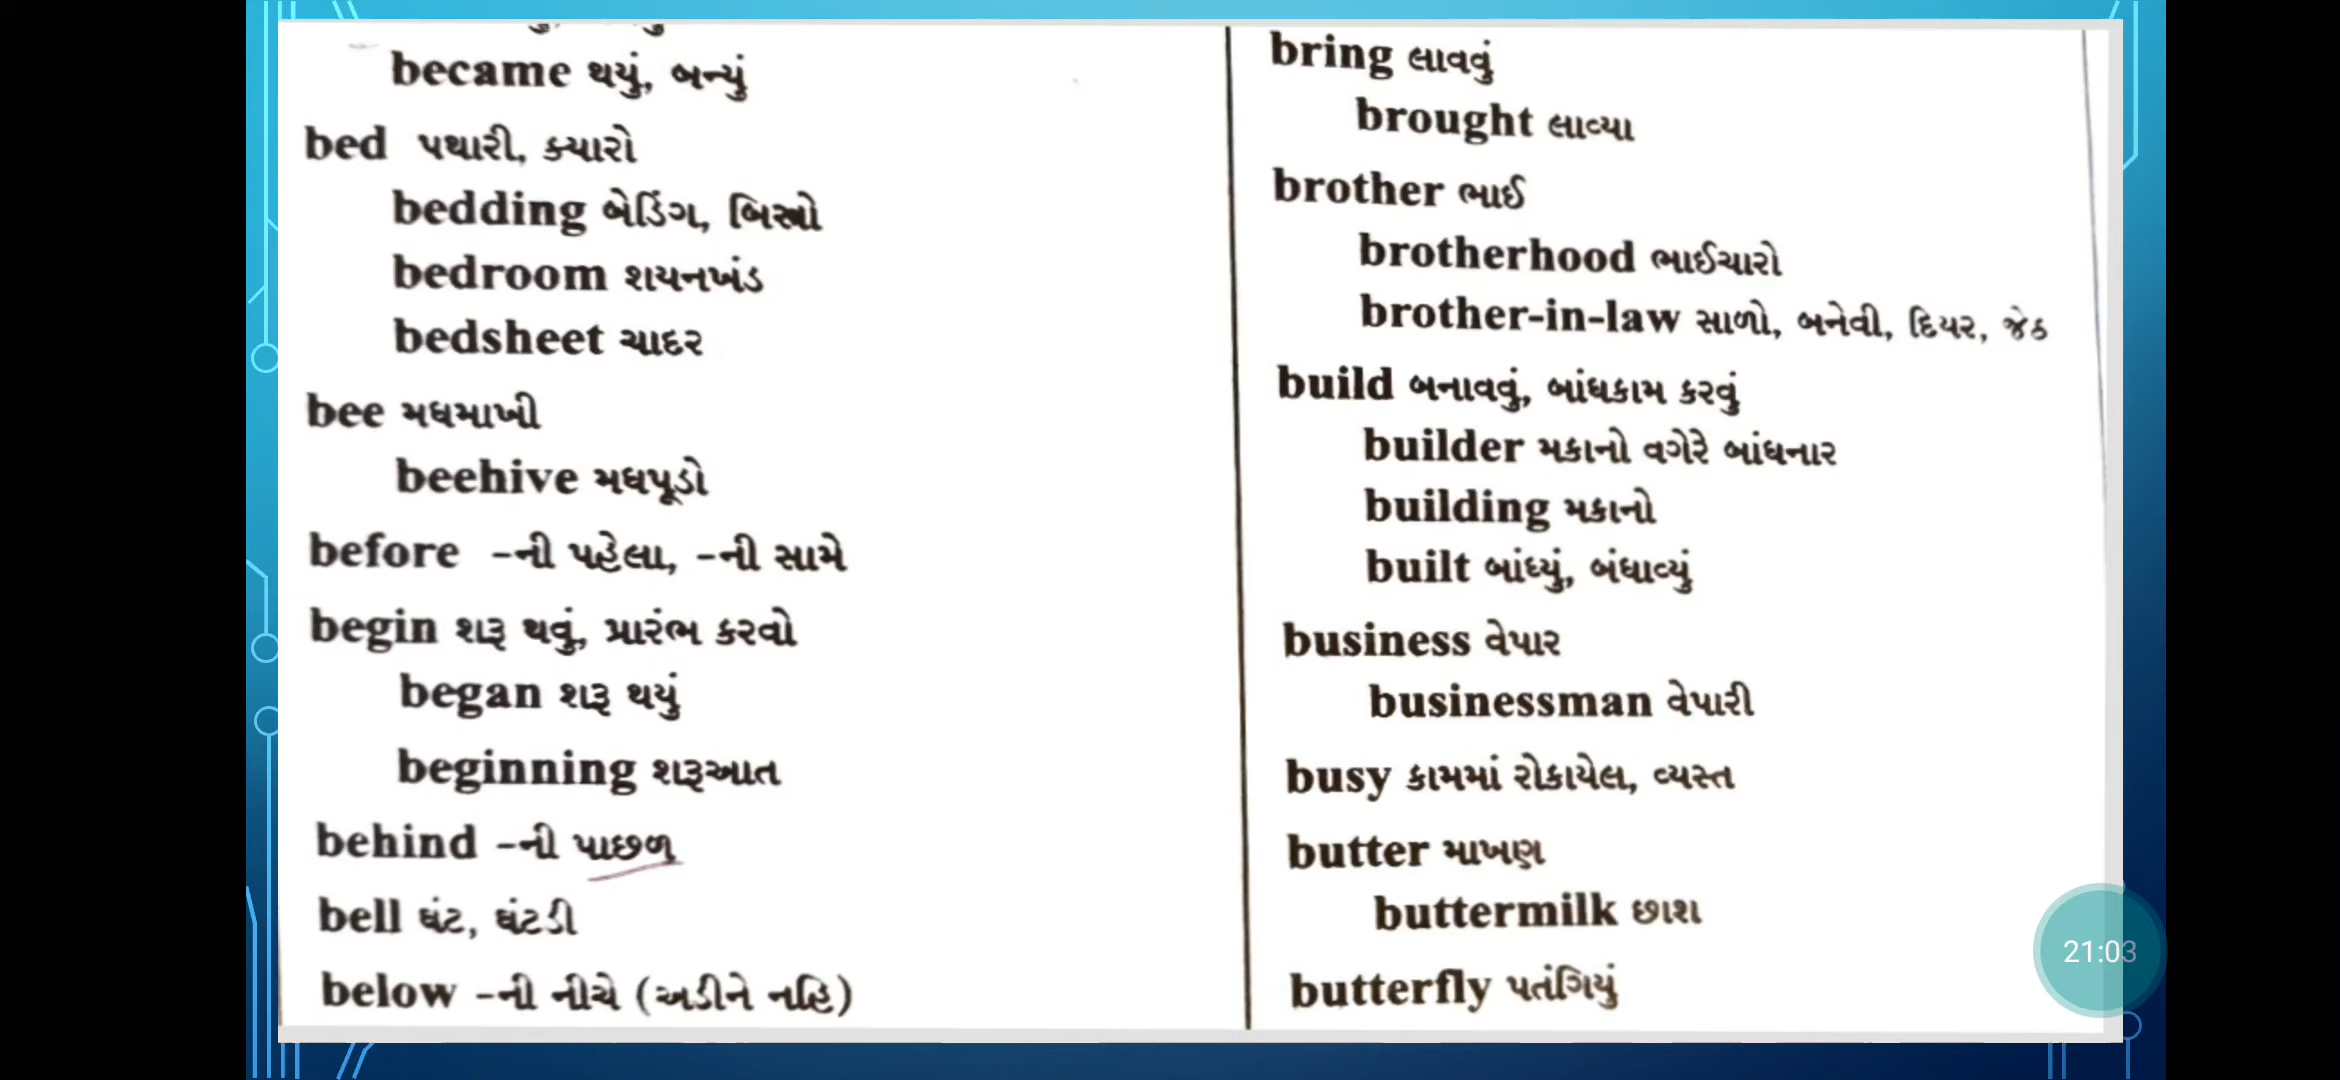 became થયું, બન્યું
bed પથારી, ક્યારો
bedding બેડિંગ, બિસ્ત્રો
bedroom શયનખંડ
bedsheet ચાદર
bee મધમાખી
beehive મધપૂડો
before -ની પહેલા, -ની સામે
begin શરૂ થવું, પ્રારંભ કરવો
began શરૂ થયું
beginning શરૂઆત
behind -ની પાછળ
bell ઘંટ, ઘંટડી
below -ની નીચે (અડીને નહિ)
bring લાવવું
brought લાવ્યા
brother ભાઈ
brotherhood ભાઈચારો
brother-in-law સાળો, બનેવી, દિયર, જેઠ
build બનાવવું, બાંધકામ કરવું
builder મકાનો વગેરે બાંધનાર
building મકાનો
built બાંધ્યું, બંધાવ્યું
business વેપાર
businessman વેપારી
busy કામમાં રોકાયેલ, વ્યસ્ત
butter માખણ
buttermilk છાશ
butterfly પતંગિયું
21:03